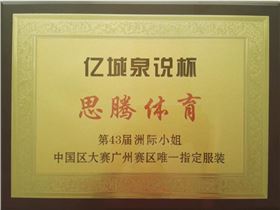 亿城泉说杯
思腾体育
第43届洲际小姐
中国区大赛广州赛区唯一指定服装